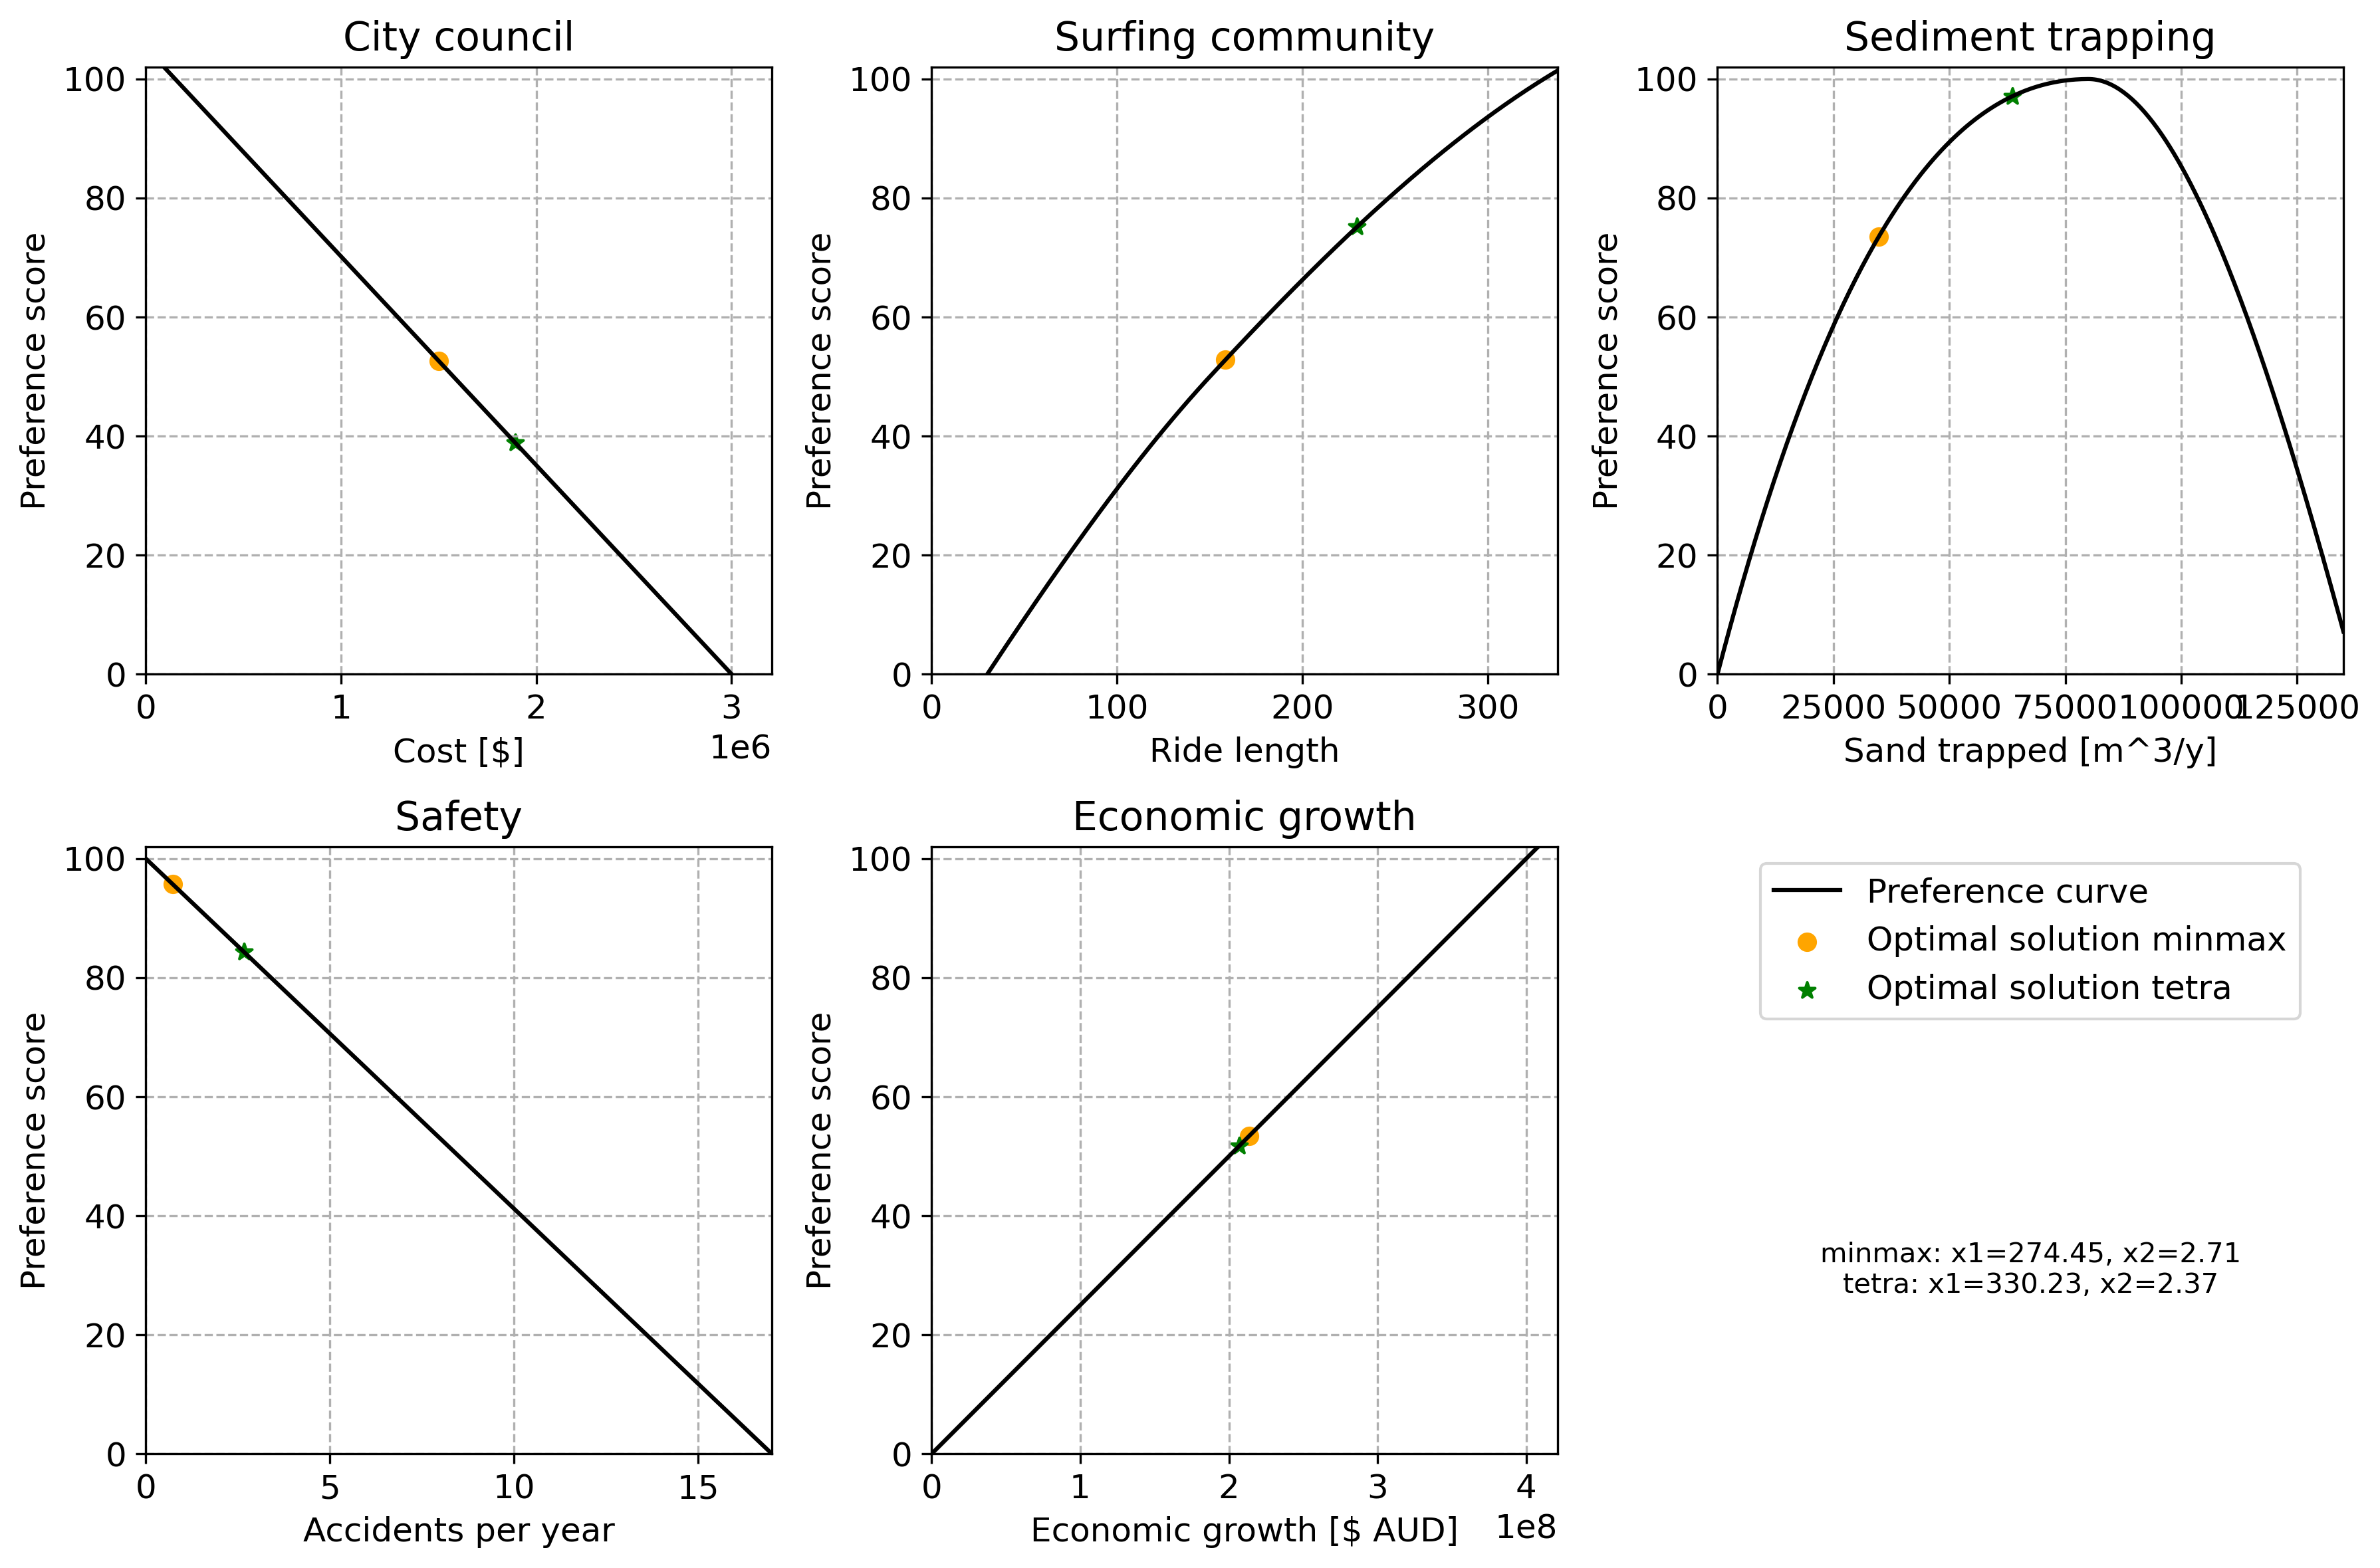 City council
100
80
60
40
20
0
Preference score
0 1 2 3
1e6
Cost [$]
Surfing community
100
80
60
40
20
0
Preference score
0 100 200 300
Ride length
Sediment trapping
100
80
60
40
20
0
Preference score
0 25000 50000 75000 100000 125000
Sand trapped [m^3/y]
Safety
100
80
60
40
20
0
Preference score
0 5 10 15
Accidents per year
Economic growth
100
80
60
40
20
0
Preference score
0 1 2 3 4
1e8
Economic growth [$ AUD]
Preference curve
Optimal solution minmax
Optimal solution tetra
minmax: x1=274.45, x2=2.71
tetra: x1=330.23, x2=2.37